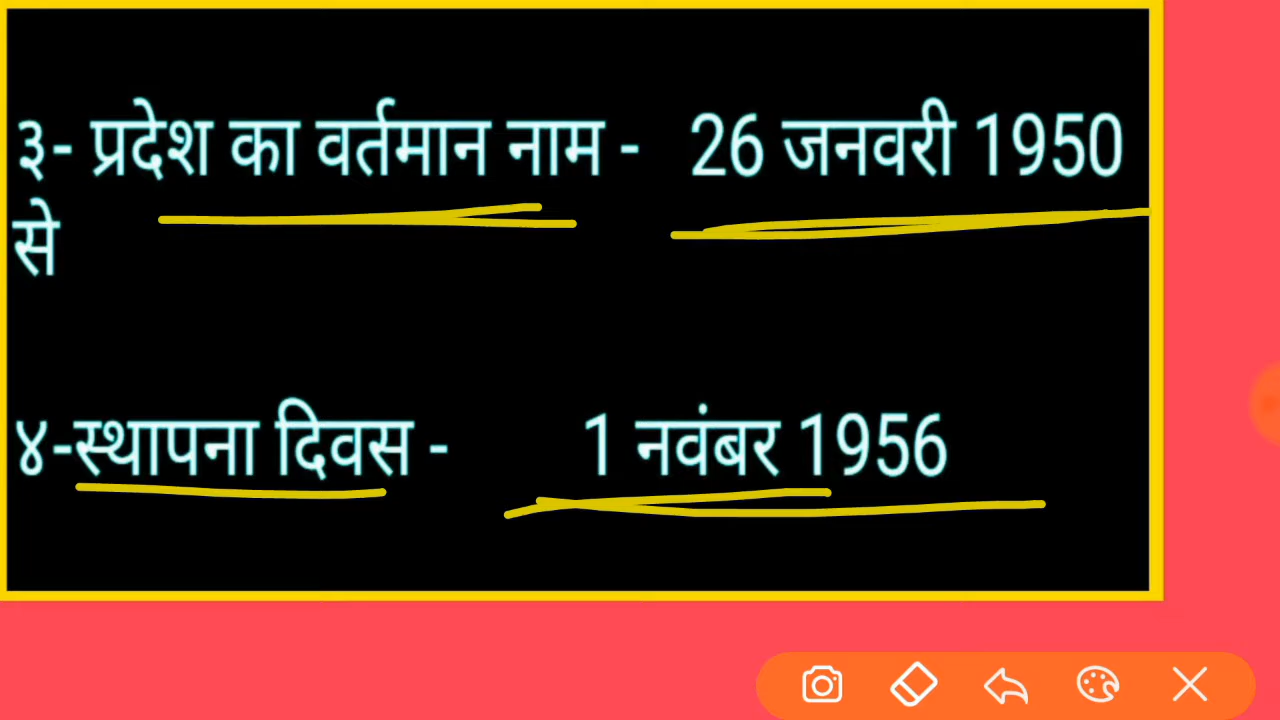 ३- प्रदेश का वर्तमान नाम - 26 जनवरी 1950
से
४-स्थापना दिवस - 1 नवंबर 1956